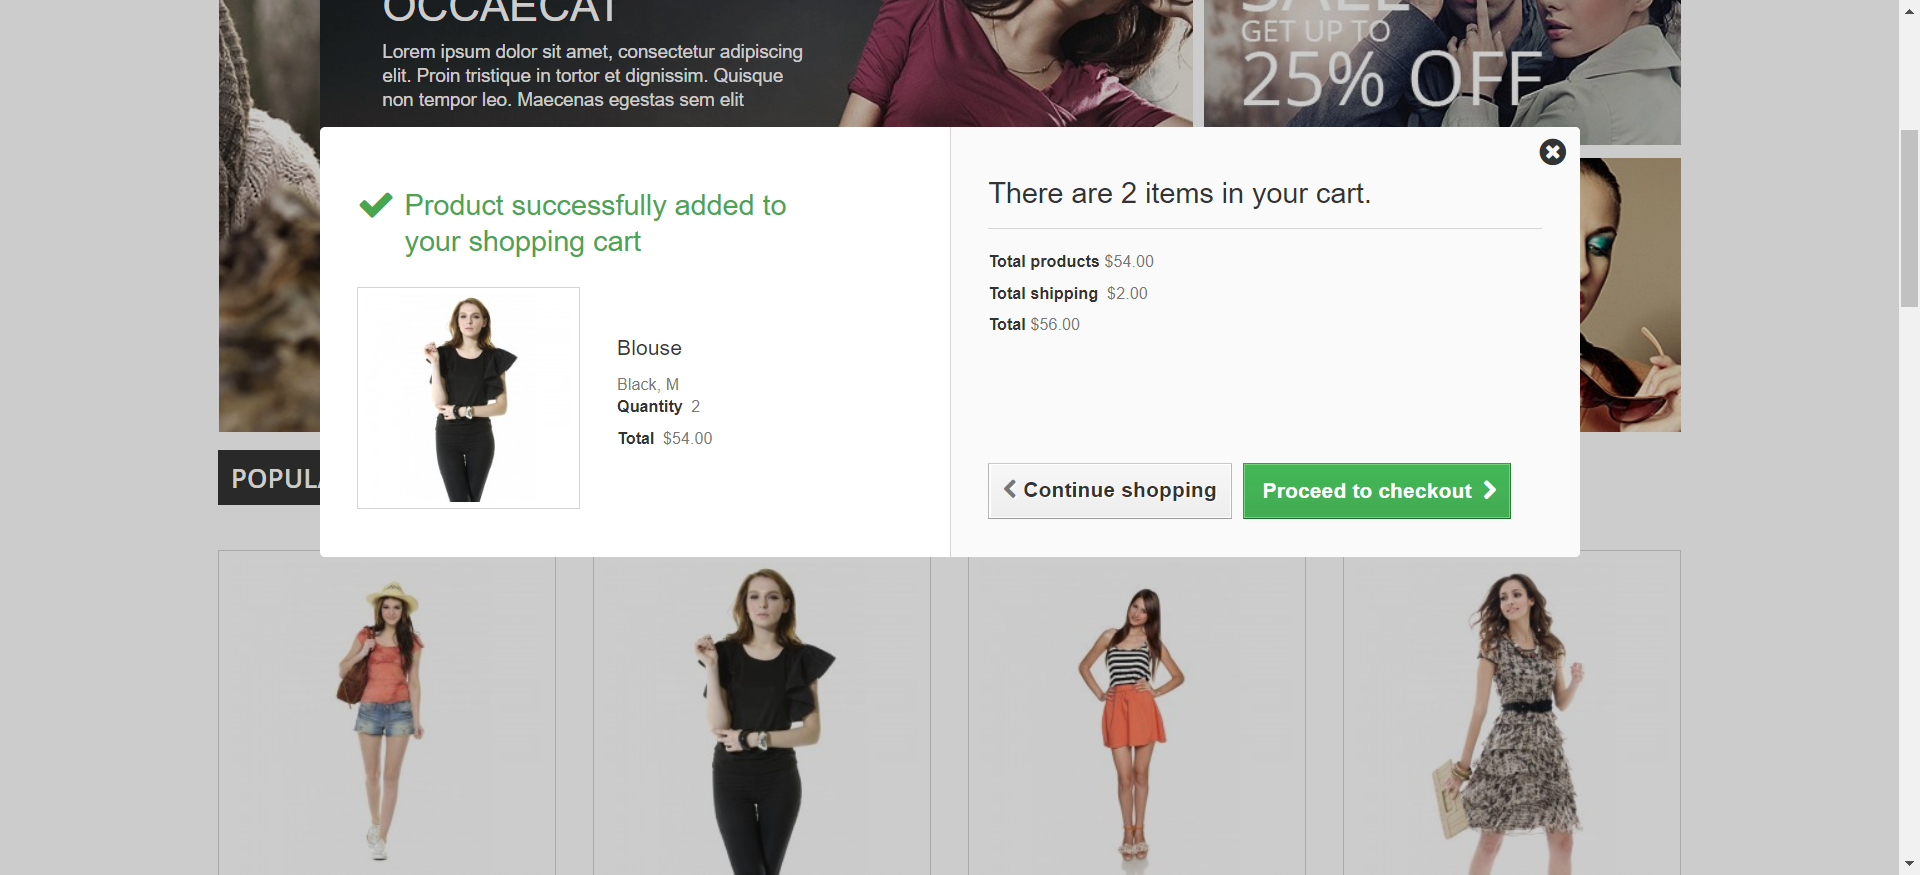 OCCAECAT
Lorem ipsum dolor sit amet, consectetur adipiscing
elit. Proin tristique in tortor et dignissim. Quisque
non tempor leo. Maecenas egestas sem elit
SALE
GET UP TO
25% OFF
Product successfully added to
your shopping cart
Blouse
Black, M
Quantity 2
Total $54.00
There are 2 items in your cart.
Total products $54.00
Total shipping $2.00
Total $56.00
Continue shopping
Proceed to checkout